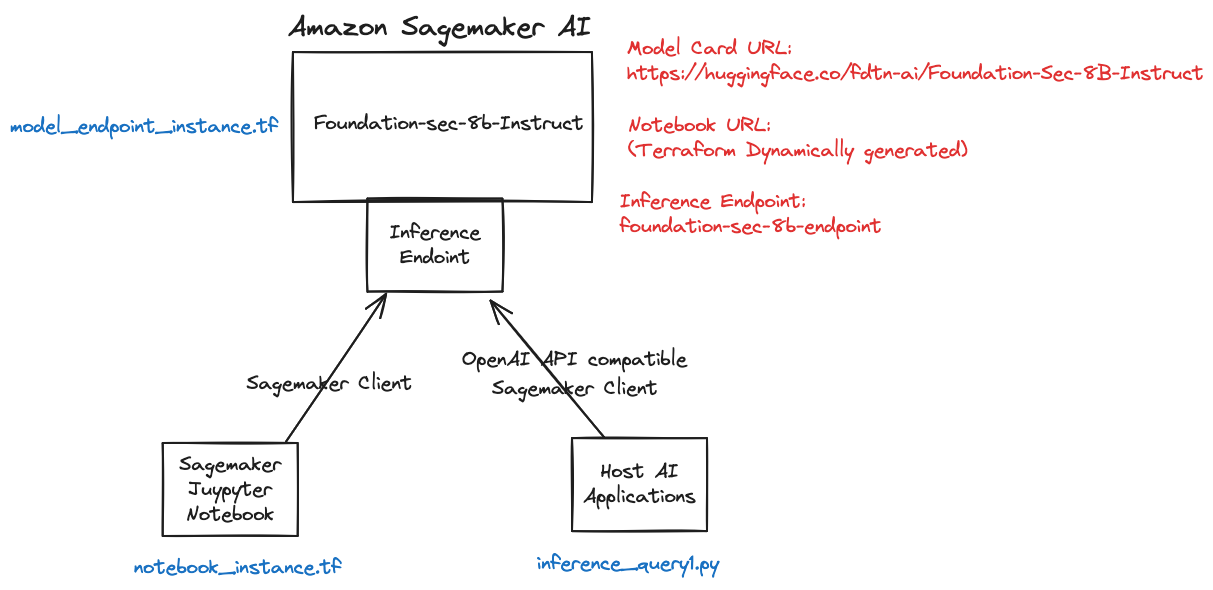 Amazon Sagemaker AI
Model Card URL:
https://huggingface.co/fdtn-ai/Foundation-Sec-8B-Instruct
model_endpoint_instance.tf
Foundation-sec-8b-Instruct
Notebook URL:
(Terraform Dynamically generated)
Inference Endpoint:
foundation-sec-8b-endpoint
Inference
Endoint
Sagemaker Client
OpenAI API compatible
Sagemaker Client
Sagemaker
Juypyter
Notebook
Host AI
Applications
notebook_instance.tf
inference_query1.py